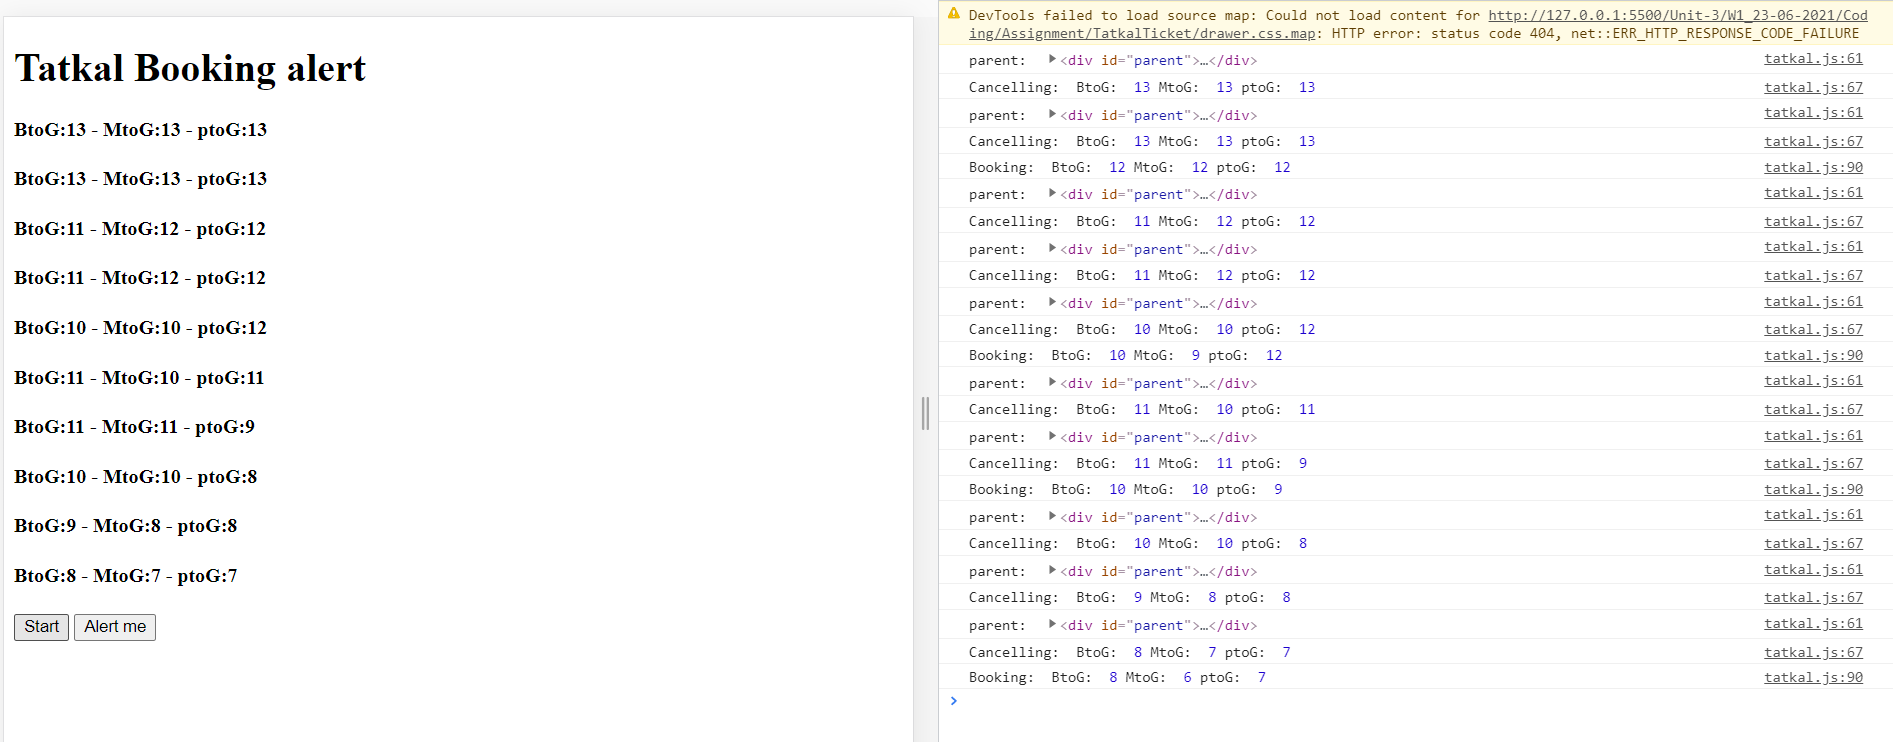 Tatkal Booking alert
BtoG:13 - MtoG:13 - ptoG:13
BtoG:13 - MtoG:13 - ptoG:13
BtoG:11 - MtoG:12 - ptoG:12
BtoG:11 - MtoG:12 - ptoG:12
BtoG:10 - MtoG:10 - ptoG:12
BtoG:11 - MtoG:10 - ptoG:11
BtoG:11 - MtoG:11 - ptoG:9
BtoG:10 - MtoG:10 - ptoG:8
BtoG:9 - MtoG:8 - ptoG:8
BtoG:8 - MtoG:7 - ptoG:7
Start Alert me
DevTools failed to load source map: Could not load content for http://127.0.0.1:5500/Unit-3/W1_23-06-2021/Cod
ing/Assignment/TatkalTicket/drawer.css.map: HTTP error: status code 404, net::ERR_HTTP_RESPONSE_CODE_FAILURE
parent: ▶<div id="parent">…</div> tatkal.js:61
Cancelling: BtoG: 13 MtoG: 13 ptoG: 13 tatkal.js:67
parent: ▶<div id="parent">…</div> tatkal.js:61
Cancelling: BtoG: 13 MtoG: 13 ptoG: 13 tatkal.js:67
Booking: BtoG: 12 MtoG: 12 ptoG: 12 tatkal.js:90
parent: ▶<div id="parent">…</div> tatkal.js:61
Cancelling: BtoG: 11 MtoG: 12 ptoG: 12 tatkal.js:67
parent: ▶<div id="parent">…</div> tatkal.js:61
Cancelling: BtoG: 11 MtoG: 12 ptoG: 12 tatkal.js:67
parent: ▶<div id="parent">…</div> tatkal.js:61
Cancelling: BtoG: 10 MtoG: 10 ptoG: 12 tatkal.js:67
Booking: BtoG: 10 MtoG: 9 ptoG: 12 tatkal.js:90
parent: ▶<div id="parent">…</div> tatkal.js:61
Cancelling: BtoG: 11 MtoG: 10 ptoG: 11 tatkal.js:67
parent: ▶<div id="parent">…</div> tatkal.js:61
Cancelling: BtoG: 11 MtoG: 11 ptoG: 9 tatkal.js:67
Booking: BtoG: 10 MtoG: 10 ptoG: 9 tatkal.js:90
parent: ▶<div id="parent">…</div> tatkal.js:61
Cancelling: BtoG: 10 MtoG: 10 ptoG: 8 tatkal.js:67
parent: ▶<div id="parent">…</div> tatkal.js:61
Cancelling: BtoG: 9 MtoG: 8 ptoG: 8 tatkal.js:67
parent: ▶<div id="parent">…</div> tatkal.js:61
Cancelling: BtoG: 8 MtoG: 7 ptoG: 7 tatkal.js:67
Booking: BtoG: 8 MtoG: 6 ptoG: 7 tatkal.js:90